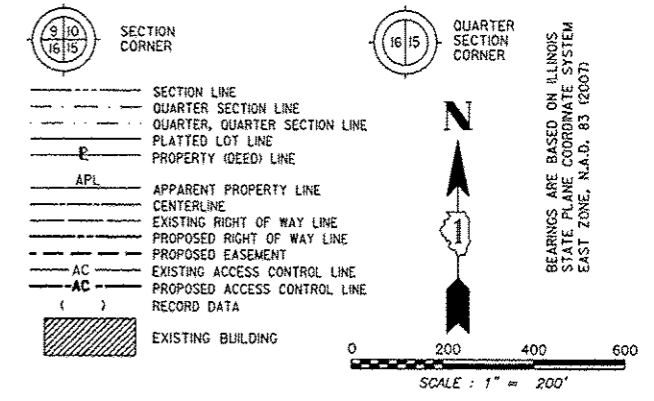 9 10
16 15
SECTION
CORNER
16 15
QUARTER
SECTION
CORNER
SECTION LINE
QUARTER SECTION LINE
QUARTER, QUARTER SECTION LINE
PLATTED LOT LINE
PROPERTY (DEED) LINE
APL
APPARENT PROPERTY LINE
CENTERLINE
EXISTING RIGHT OF WAY LINE
PROPOSED RIGHT OF WAY LINE
PROPOSED EASEMENT
AC
EXISTING ACCESS CONTROL LINE
AC
PROPOSED ACCESS CONTROL LINE
( )
RECORD DATA
EXISTING BUILDING
N
1
BEARINGS ARE BASED ON ILLINOIS
STATE PLANE COORDINATE SYSTEM
EAST ZONE, N.A.D. 83 (2007)
0 200 400 600
SCALE : 1" = 200'